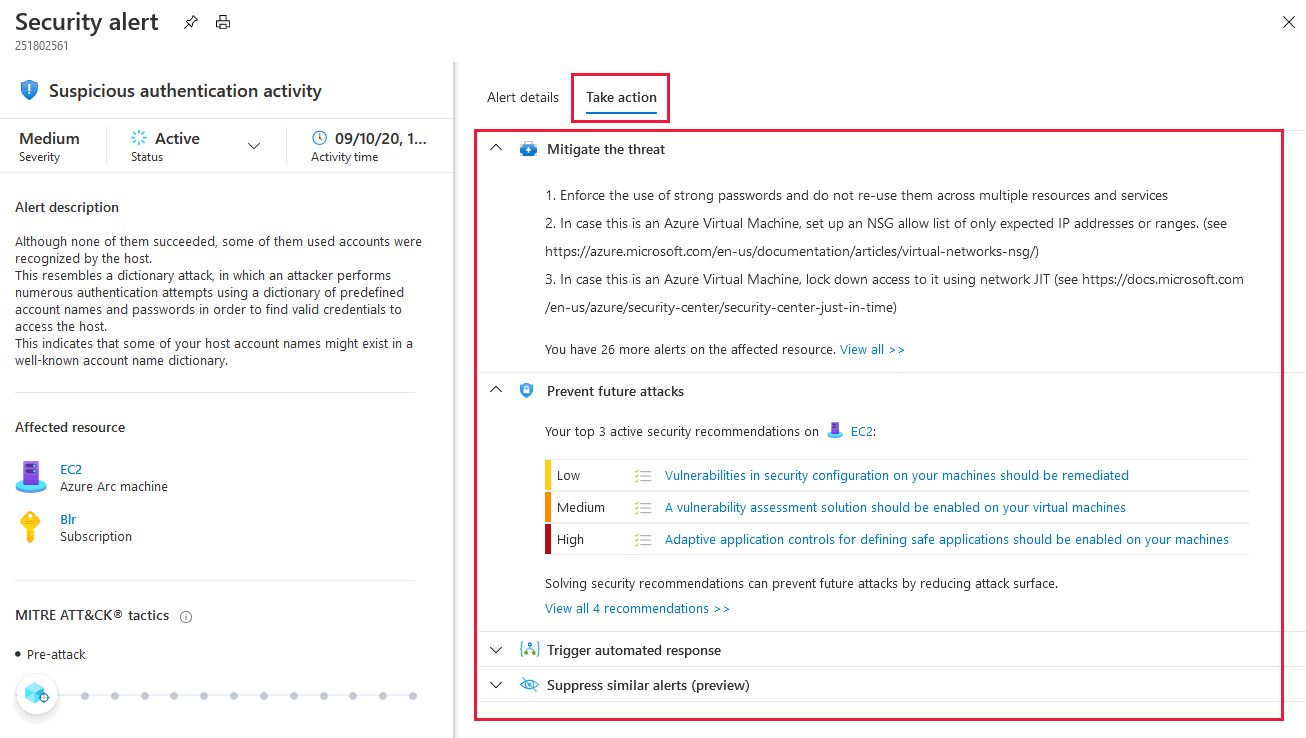 Security alert
251802561
Suspicious authentication activity
Medium
Severity
Active
Status
09/10/20, 1...
Activity time
Alert description
Although none of them succeeded, some of them used accounts were
recognized by the host.
This resembles a dictionary attack, in which an attacker performs
numerous authentication attempts using a dictionary of predefined
account names and passwords in order to find valid credentials to
access the host.
This indicates that some of your host account names might exist in a
well-known account name dictionary.
Affected resource
EC2
Azure Arc machine
Blr
Subscription
MITRE ATT&CK® tactics
Pre-attack
Alert details
Take action
Mitigate the threat
1. Enforce the use of strong passwords and do not re-use them across multiple resources and services
2. In case this is an Azure Virtual Machine, set up an NSG allow list of only expected IP addresses or ranges. (see
https://azure.microsoft.com/en-us/documentation/articles/virtual-networks-nsg/)
3. In case this is an Azure Virtual Machine, lock down access to it using network JIT (see https://docs.microsoft.com
/en-us/azure/security-center/security-center-just-in-time)
You have 26 more alerts on the affected resource. View all >>
Prevent future attacks
Your top 3 active security recommendations on EC2:
Low Vulnerabilities in security configuration on your machines should be remediated
Medium A vulnerability assessment solution should be enabled on your virtual machines
High Adaptive application controls for defining safe applications should be enabled on your machines
Solving security recommendations can prevent future attacks by reducing attack surface.
View all 4 recommendations >>
Trigger automated response
Suppress similar alerts (preview)